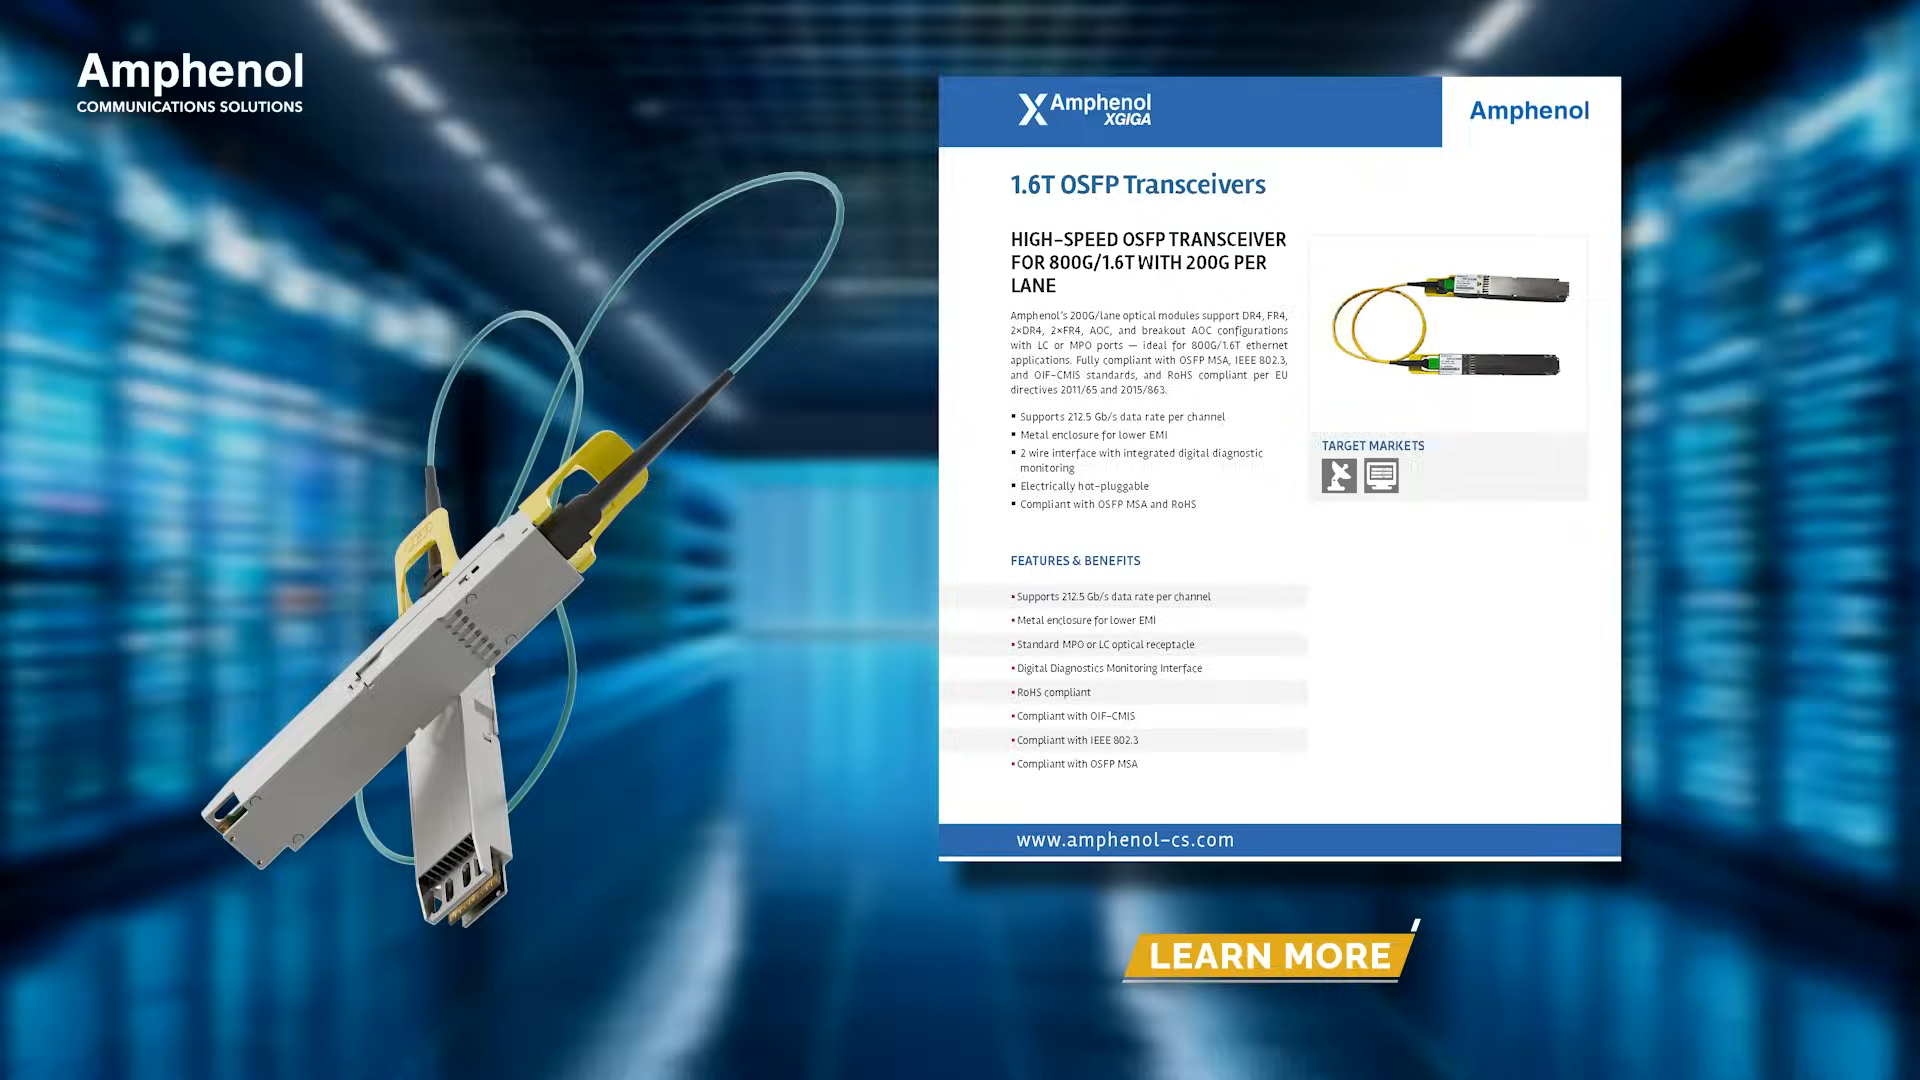 Amphenol
COMMUNICATIONS SOLUTIONS
Amphenol
XGIGA
Amphenol
1.6T OSFP Transceivers
HIGH-SPEED OSFP TRANSCEIVER
FOR 800G/1.6T WITH 200G PER
LANE
Amphenol's 200G/lane optical modules support DR4, FR4,
2×DR4, 2×FR4, AOC, and breakout AOC configurations
with LC or MPO ports — ideal for 800G/1.6T ethernet
applications. Fully compliant with OSFP MSA, IEEE 802.3,
and OIF-CMIS standards, and RoHS compliant per EU
directives 2011/65 and 2015/863.
▪ Supports 212.5 Gb/s data rate per channel
▪ Metal enclosure for lower EMI
▪ 2 wire interface with integrated digital diagnostic
monitoring
▪ Electrically hot-pluggable
▪ Compliant with OSFP MSA and RoHS
TARGET MARKETS
FEATURES & BENEFITS
▪ Supports 212.5 Gb/s data rate per channel
▪ Metal enclosure for lower EMI
▪ Standard MPO or LC optical receptacle
▪ Digital Diagnostics Monitoring Interface
▪ RoHS compliant
▪ Compliant with OIF-CMIS
▪ Compliant with IEEE 802.3
▪ Compliant with OSFP MSA
www.amphenol-cs.com
LEARN MORE